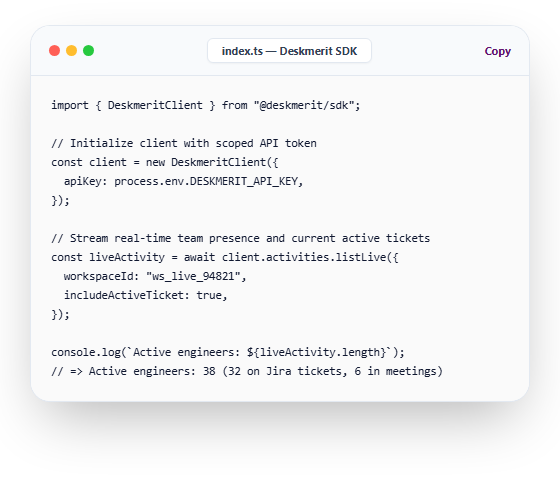 index.ts — Deskmerit SDK
Copy
import { DeskmeritClient } from "@deskmerit/sdk";
// Initialize client with scoped API token
const client = new DeskmeritClient({
  apiKey: process.env.DESKMERIT_API_KEY,
});
// Stream real-time team presence and current active tickets
const liveActivity = await client.activities.listLive({
  workspaceId: "ws_live_94821",
  includeActiveTicket: true,
});
console.log(`Active engineers: ${liveActivity.length}`);
// => Active engineers: 38 (32 on Jira tickets, 6 in meetings)